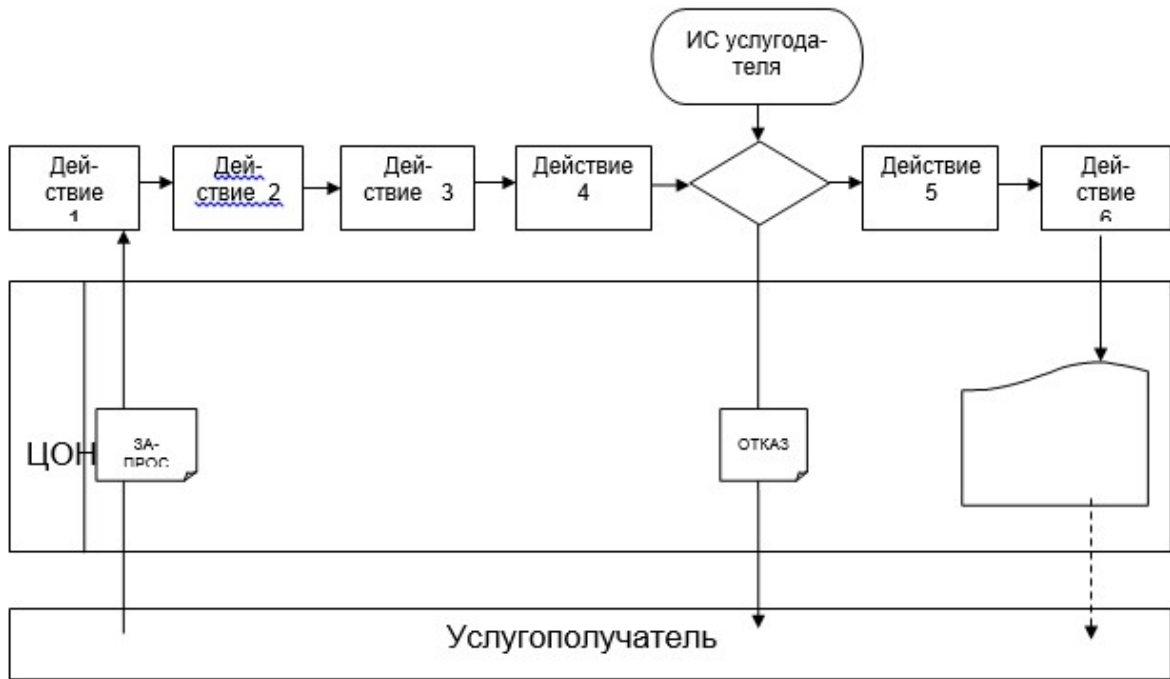 ИС услугода-
теля
Дей-
ствие
1
Дей-
ствие 2
Дей-
ствие 3
Действие
4
Действие
5
Дей-
ствие
6
ЦОН
ЗА-
ПРОС
ОТКАЗ
Услугополучатель